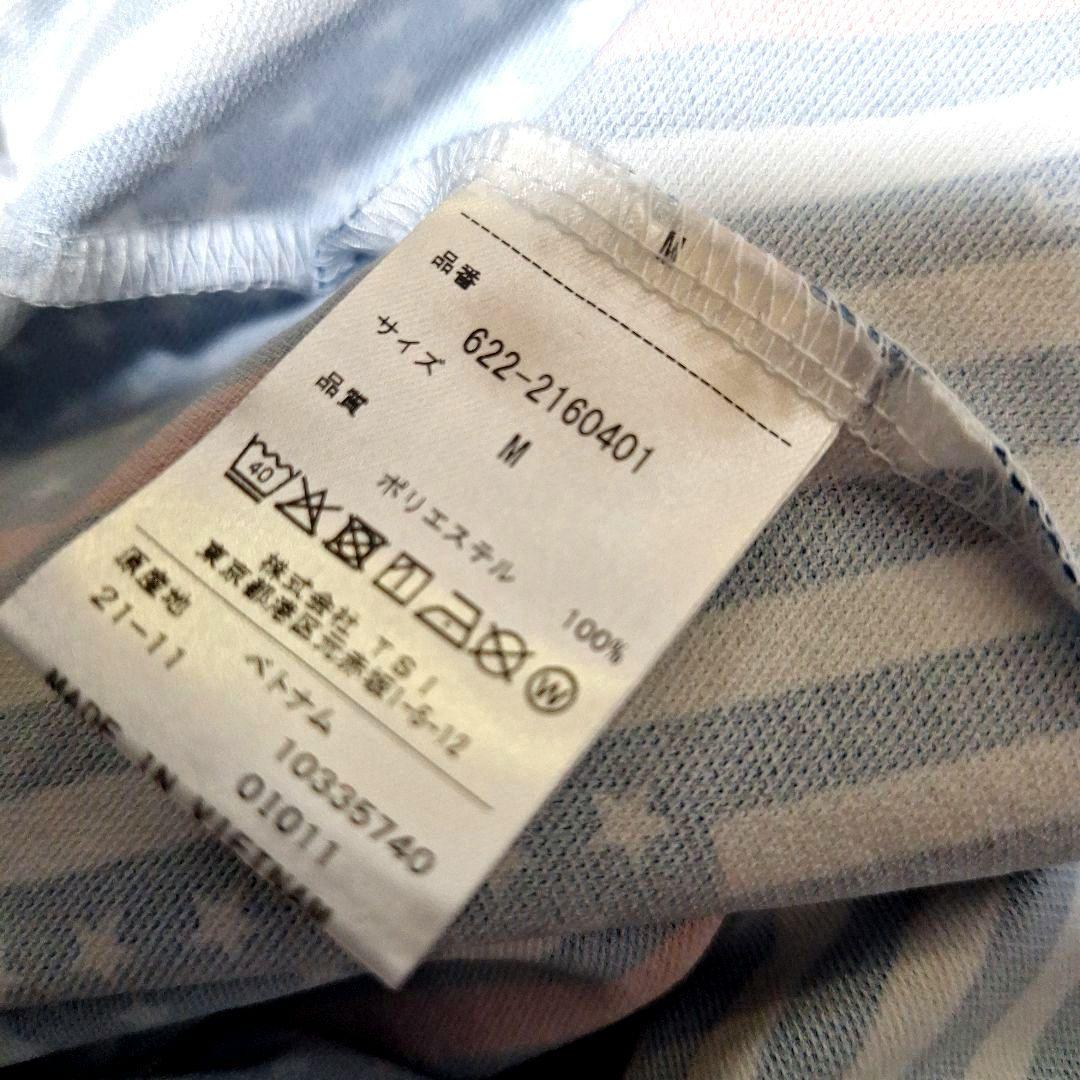 M
品番
622-2160401
サイズ
M
品質
ポリエステル
100%
40
W
株式会社 TSI
東京都港区元赤坂1-5-12
原産地
ベトナム
21-11
10335740
01011
MADE IN VIETNAM